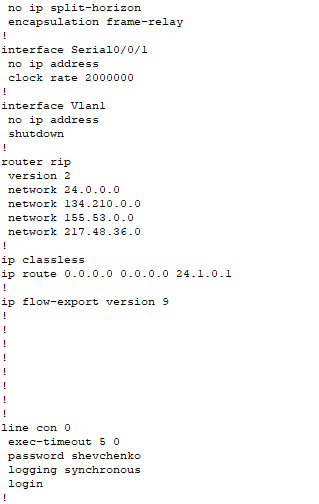 no ip split-horizon
encapsulation frame-relay
!
interface Serial0/0/1
no ip address
clock rate 2000000
!
interface Vlan1
no ip address
shutdown
!
router rip
version 2
network 24.0.0.0
network 134.210.0.0
network 155.53.0.0
network 217.48.36.0
!
ip classless
ip route 0.0.0.0 0.0.0.0 24.1.0.1
!
ip flow-export version 9
!
!
!
!
!
!
!
!
line con 0
exec-timeout 5 0
password shevchenko
logging synchronous
login
!